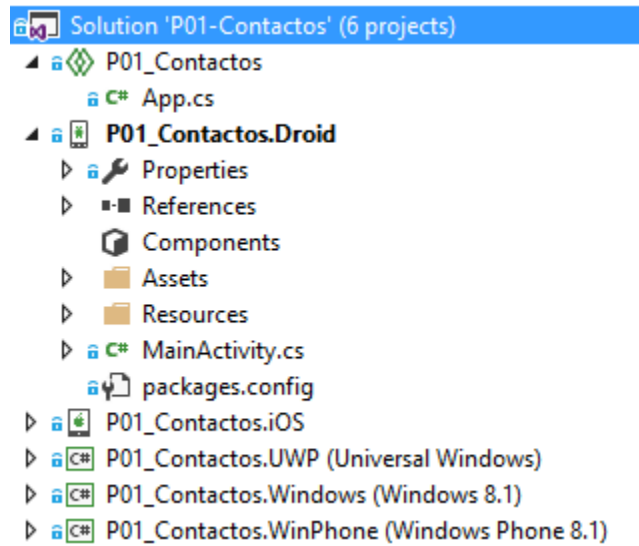 Solution 'P01-Contactos' (6 projects)
P01_Contactos
C# App.cs
P01_Contactos.Droid
Properties
References
Components
Assets
Resources
C# MainActivity.cs
packages.config
P01_Contactos.iOS
C# P01_Contactos.UWP (Universal Windows)
C# P01_Contactos.Windows (Windows 8.1)
C# P01_Contactos.WinPhone (Windows Phone 8.1)